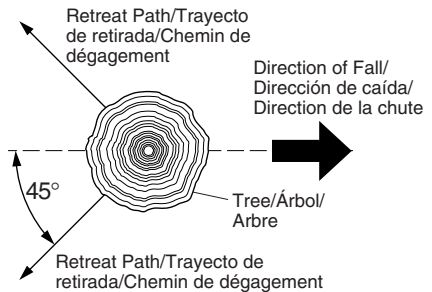 Retreat Path/Trayecto
de retirada/Chemin de
dégagement
Direction of Fall/
Dirección de caída/
Direction de la chute
45°
Tree/Árbol/
Arbre
Retreat Path/Trayecto de
retirada/Chemin de dégagement